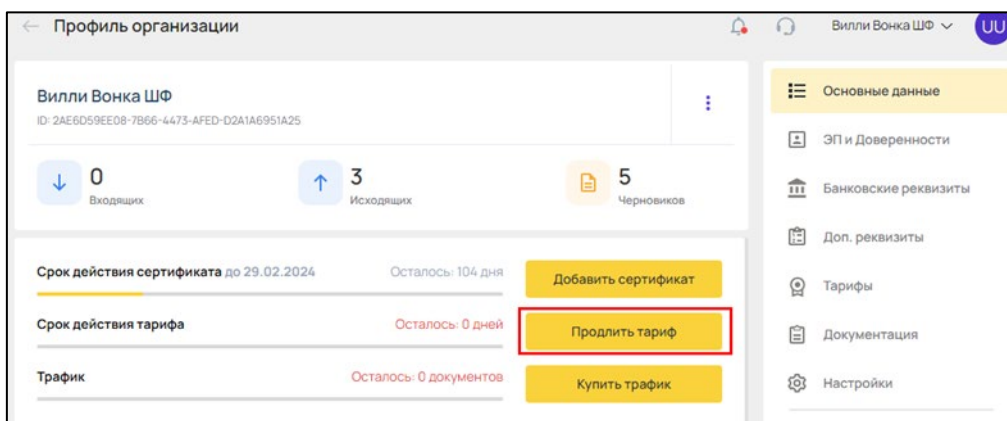 Профиль организации
Вилли Вонка ШФ
UU
Вилли Вонка ШФ
ID: 2AE6D59EE08-7B66-4473-AFED-D2A1A6951A25
0
Входящих
3
Исходящих
5
Черновиков
Срок действия сертификата до 29.02.2024
Осталось: 104 дня
Добавить сертификат
Срок действия тарифа
Осталось: 0 дней
Продлить тариф
Трафик
Осталось: 0 документов
Купить трафик
Основные данные
ЭП и Доверенности
Банковские реквизиты
Доп. реквизиты
Тарифы
Документация
Настройки